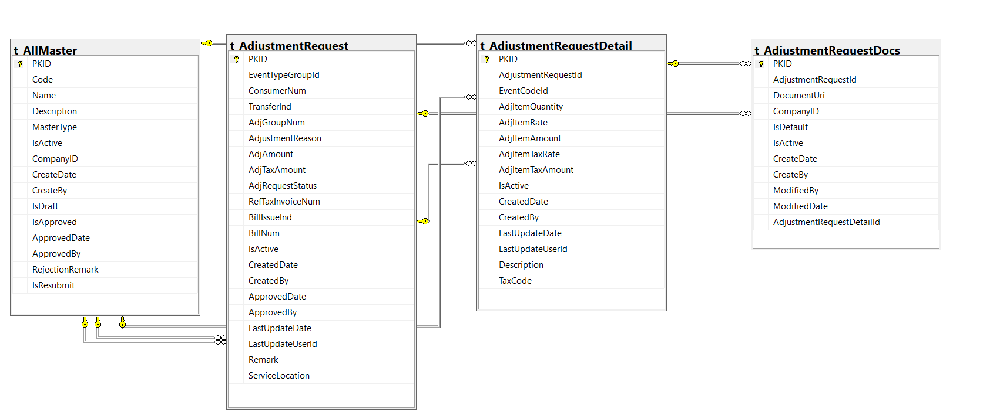 t_AllMaster
PKID
Code
Name
Description
MasterType
IsActive
CompanyID
CreateDate
CreateBy
IsDraft
IsApproved
ApprovedDate
ApprovedBy
RejectionRemark
IsResubmit
t_AdjustmentRequest
PKID
EventTypeGroupId
ConsumerNum
TransferInd
AdjGroupNum
AdjustmentReason
AdjAmount
AdjTaxAmount
AdjRequestStatus
RefTaxInvoiceNum
BillIssueInd
BillNum
IsActive
CreatedDate
CreatedBy
ApprovedDate
ApprovedBy
LastUpdateDate
LastUpdateUserId
Remark
ServiceLocation
t_AdjustmentRequestDetail
PKID
AdjustmentRequestId
EventCodeId
AdjItemQuantity
AdjItemRate
AdjItemAmount
AdjItemTaxRate
AdjItemTaxAmount
IsActive
CreatedDate
CreatedBy
LastUpdateDate
LastUpdateUserId
Description
TaxCode
t_AdjustmentRequestDocs
PKID
AdjustmentRequestId
DocumentUri
CompanyID
IsDefault
IsActive
CreateDate
CreateBy
ModifiedBy
ModifiedDate
AdjustmentRequestDetailId